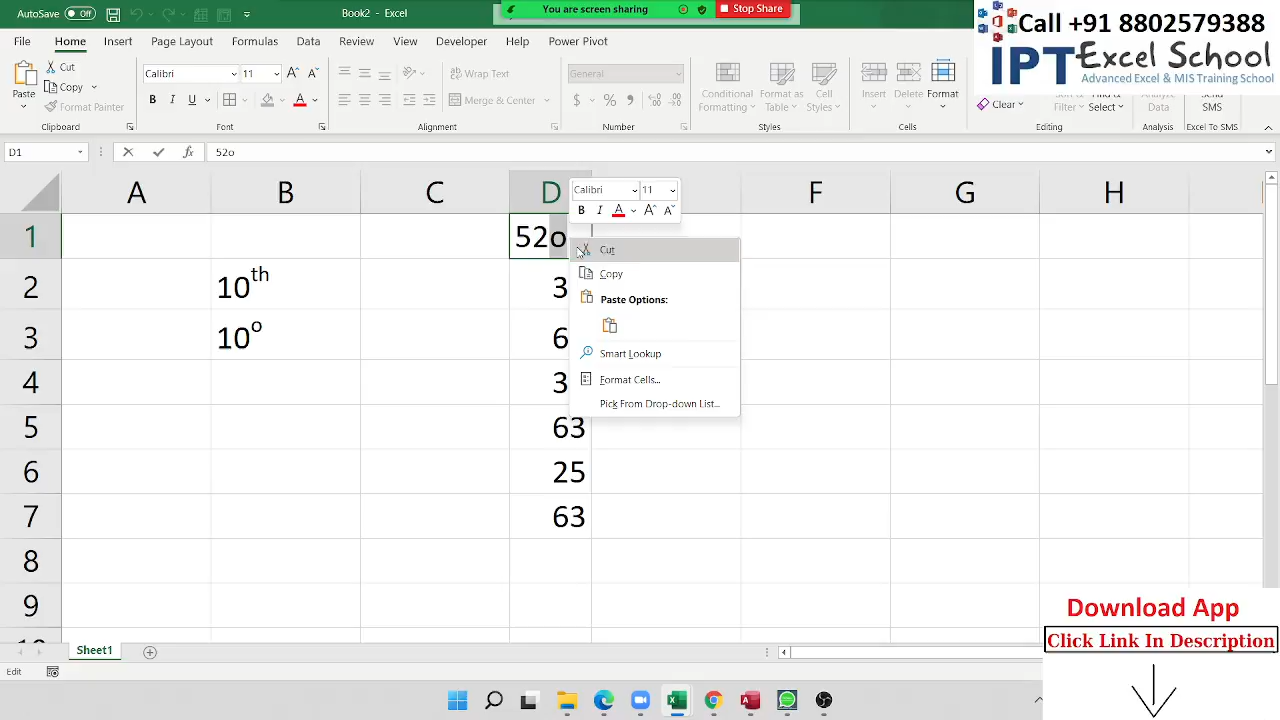 AutoSave Off
Book2 - Excel
You are screen sharing
Stop Share
Call +91 8802579388
IPT Excel School
Advanced Excel & MIS Training School
File Home Insert Page Layout Formulas Data Review View Developer Help Power Pivot
Paste
Cut
Copy
Format Painter
Clipboard
Calibri 11
B I U
Font
Wrap Text
Merge & Center
Alignment
General
$ % ,
Number
Conditional Formatting
Format as Table
Cell Styles
Styles
Insert
Delete
Format
Cells
Clear
Sort & Filter
Find & Select
Editing
Analyze Data
Analysis
Send SMS
Excel To SMS
D1
fx
52o
A B C D F G H
Calibri 11
B I A A A
1 52o
2 10th 3
3 10o 6
4 3
5 63
6 25
7 63
8
9
10
Cut
Copy
Paste Options:
Smart Lookup
Format Cells...
Pick From Drop-down List...
Sheet1
Edit
Download App
Click Link In Description